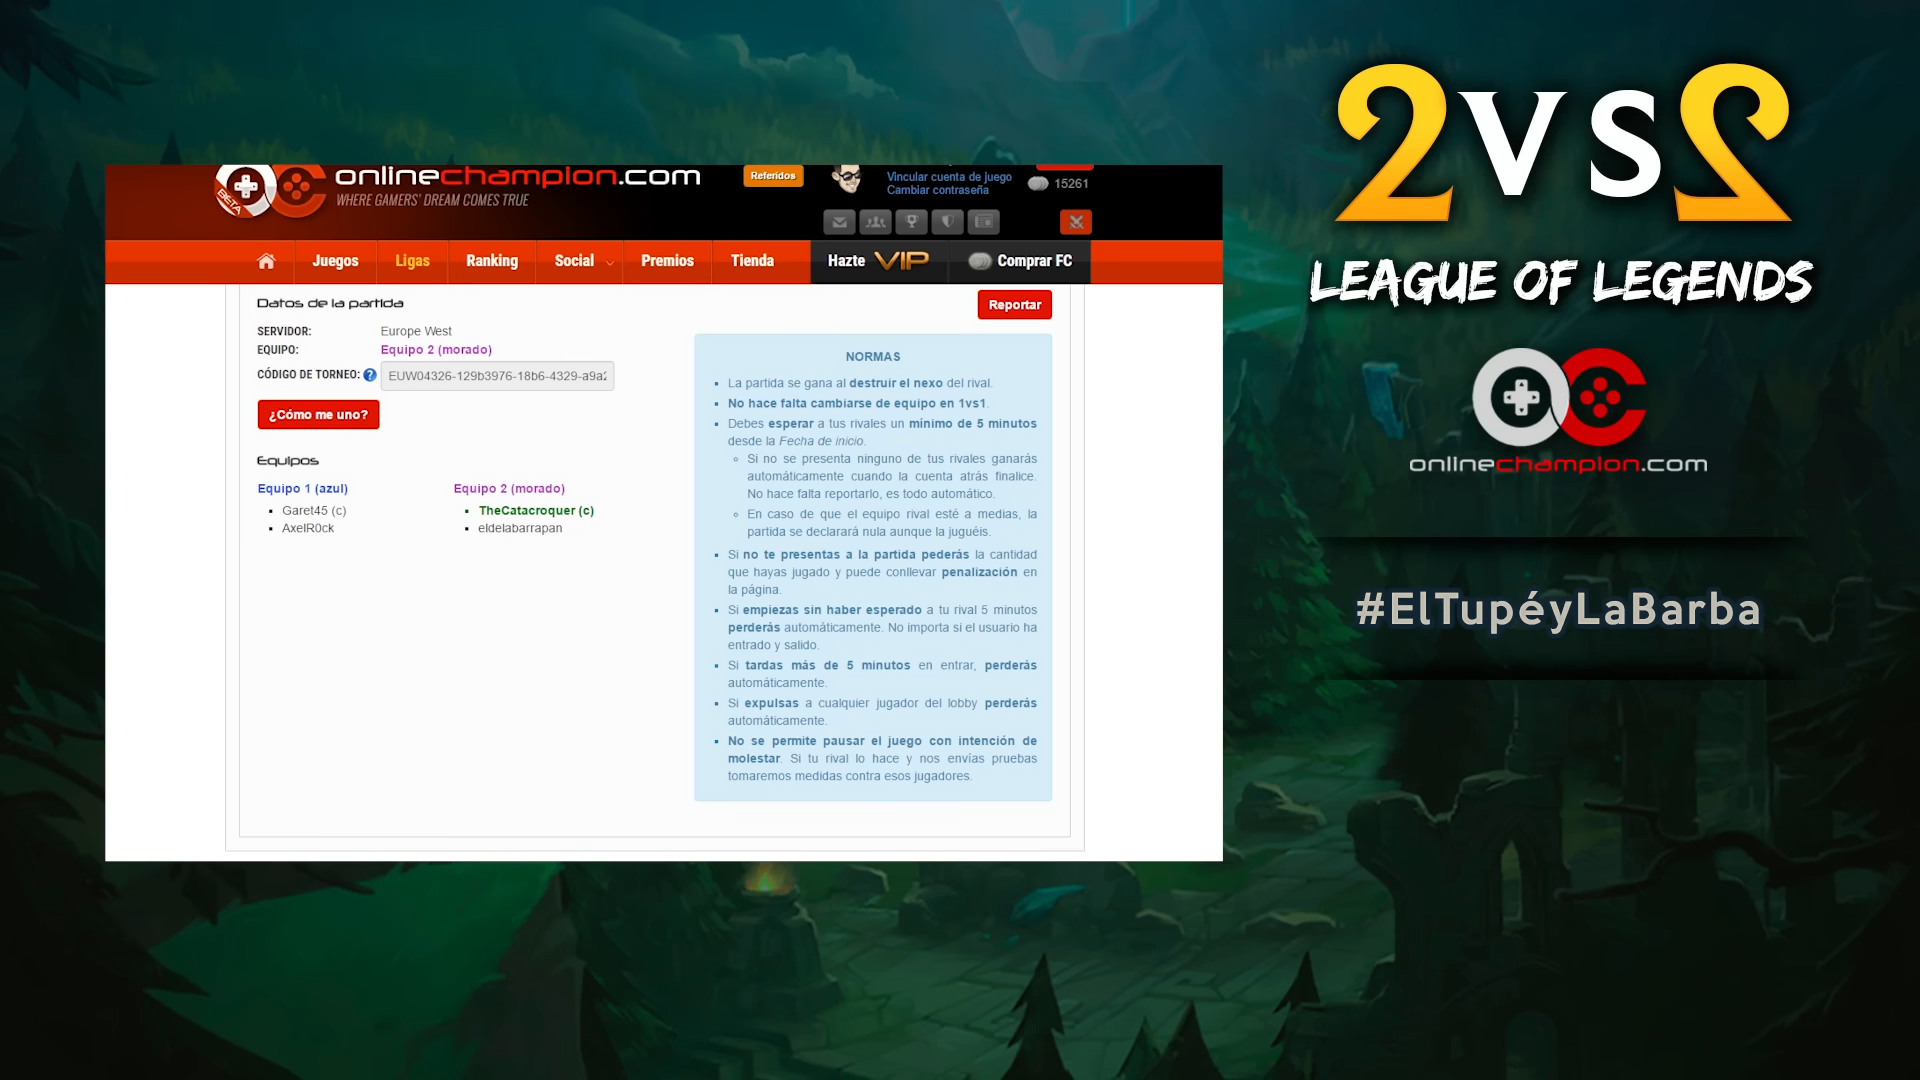 onlinechampion.com
WHERE GAMERS' DREAM COMES TRUE
BETA
Referidos
Vincular cuenta de juego
Cambiar contraseña
15261
Juegos
Ligas
Ranking
Social
Premios
Tienda
Hazte VIP
Comprar FC
Datos de la partida
Reportar
SERVIDOR: Europe West
EQUIPO: Equipo 2 (morado)
CÓDIGO DE TORNEO: ? EUW04326-129b3976-18b6-4329-a9a2
¿Cómo me uno?
Equipos
Equipo 1 (azul)
Garet45 (c)
AxelR0ck
Equipo 2 (morado)
TheCatacroquer (c)
eldelabarrapan
NORMAS
La partida se gana al destruir el nexo del rival.
No hace falta cambiarse de equipo en 1vs1.
Debes esperar a tus rivales un mínimo de 5 minutos
desde la Fecha de inicio.
Si no se presenta ninguno de tus rivales ganarás
automáticamente cuando la cuenta atrás finalice.
No hace falta reportarlo, es todo automático.
En caso de que el equipo rival esté a medias, la
partida se declarará nula aunque la juguéis.
Si no te presentas a la partida pederás la cantidad
que hayas jugado y puede conllevar penalización en
la página.
Si empiezas sin haber esperado a tu rival 5 minutos
perderás automáticamente. No importa si el usuario ha
entrado y salido.
Si tardas más de 5 minutos en entrar, perderás
automáticamente.
Si expulsas a cualquier jugador del lobby perderás
automáticamente.
No se permite pausar el juego con intención de
molestar. Si tu rival lo hace y nos envías pruebas
tomaremos medidas contra esos jugadores.
2vs2
LEAGUE OF LEGENDS
onlinechampion.com
#ElTupéyLaBarba